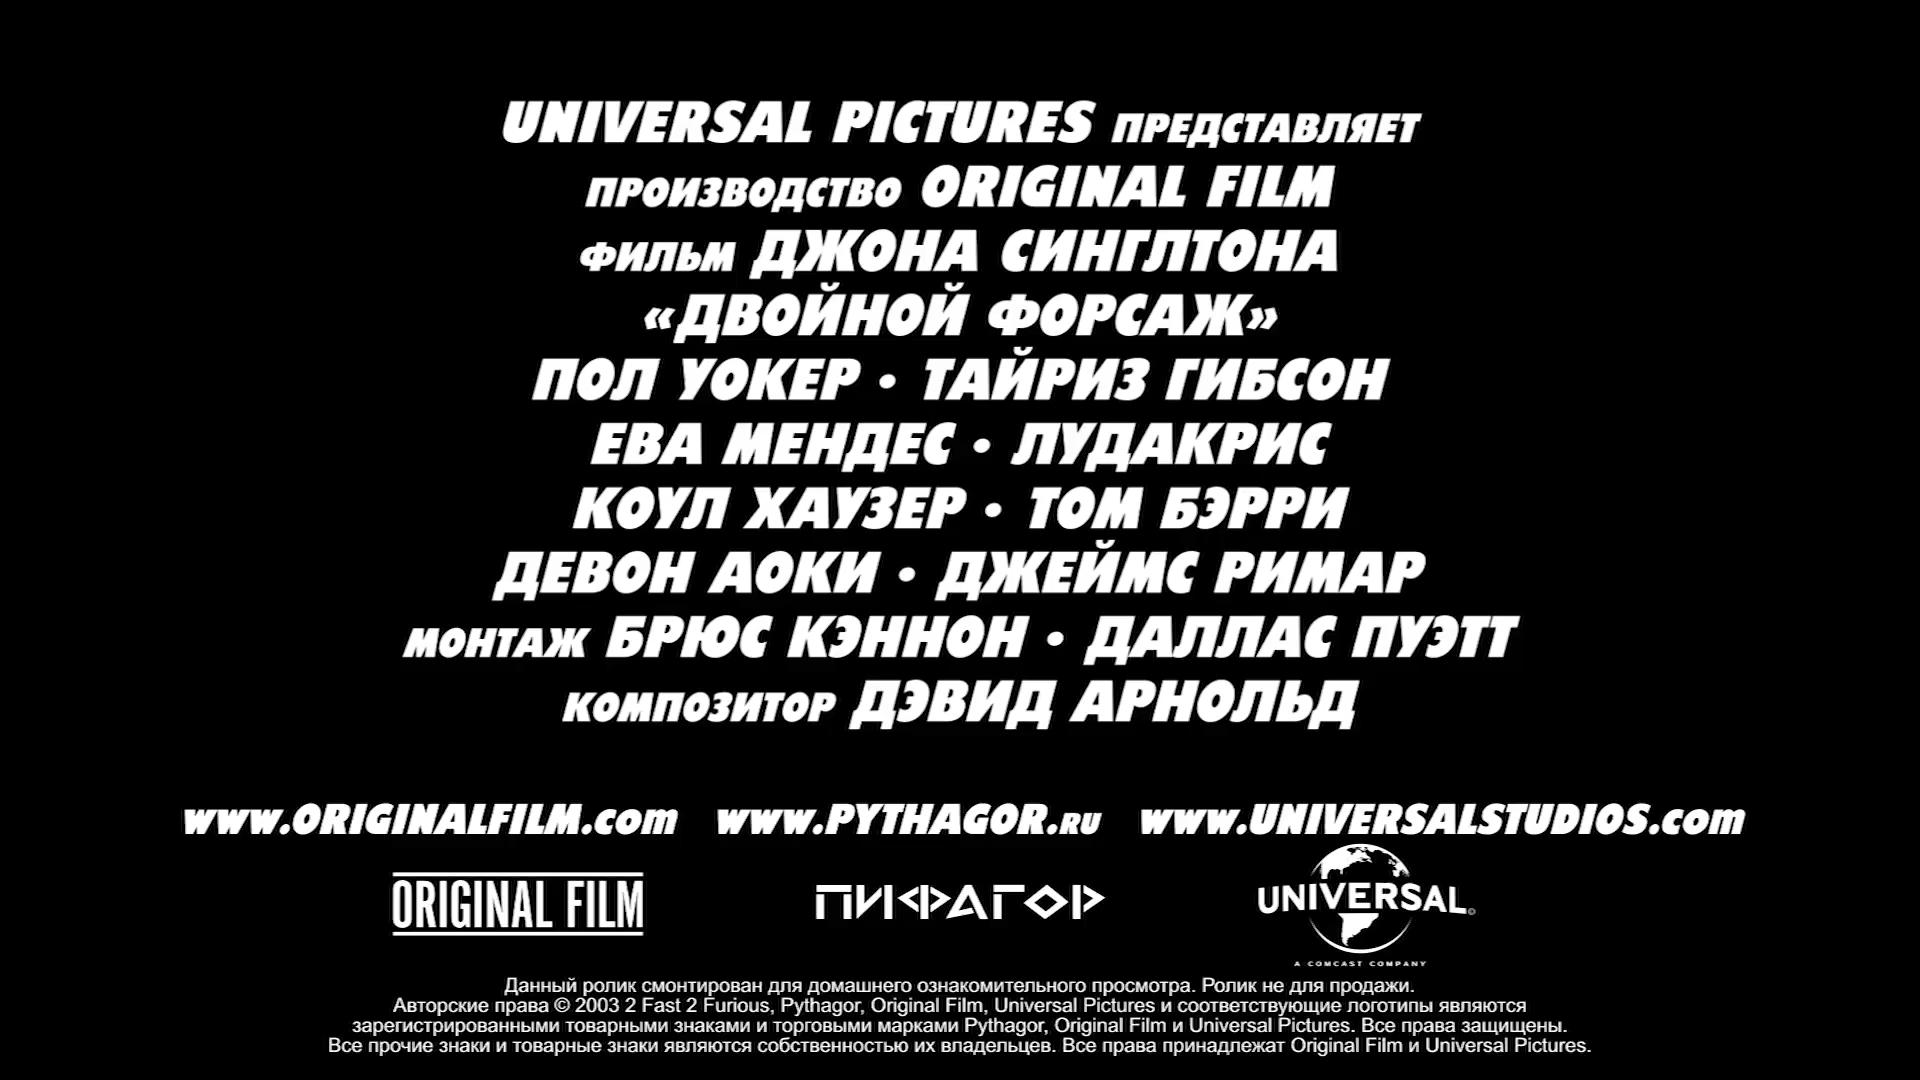 UNIVERSAL PICTURES ПРЕДСТАВЛЯЕТ
ПРОИЗВОДСТВО ORIGINAL FILM
ФИЛЬМ ДЖОНА СИНГЛТОНА
«ДВОЙНОЙ ФОРСАЖ»
ПОЛ УОКЕР • ТАЙРИЗ ГИБСОН
ЕВА МЕНДЕС • ЛУДАКРИС
КОУЛ ХАУЗЕР • ТОМ БЭРРИ
ДЕВОН АОКИ • ДЖЕЙМС РИМАР
МОНТАЖ БРЮС КЭННОН • ДАЛЛАС ПУЭТТ
КОМПОЗИТОР ДЭВИД АРНОЛЬД
www.ORIGINALFILM.com www.PYTHAGOR.RU www.UNIVERSALSTUDIOS.com
ORIGINAL FILM ПИФАГОР UNIVERSAL®
A COMCAST COMPANY
Данный ролик смонтирован для домашнего ознакомительного просмотра. Ролик не для продажи.
Авторские права © 2003 2 Fast 2 Furious, Pythagor, Original Film, Universal Pictures и соответствующие логотипы являются
зарегистрированными товарными знаками и торговыми марками Pythagor, Original Film и Universal Pictures. Все права защищены.
Все прочие знаки и товарные знаки являются собственностью их владельцев. Все права принадлежат Original Film и Universal Pictures.